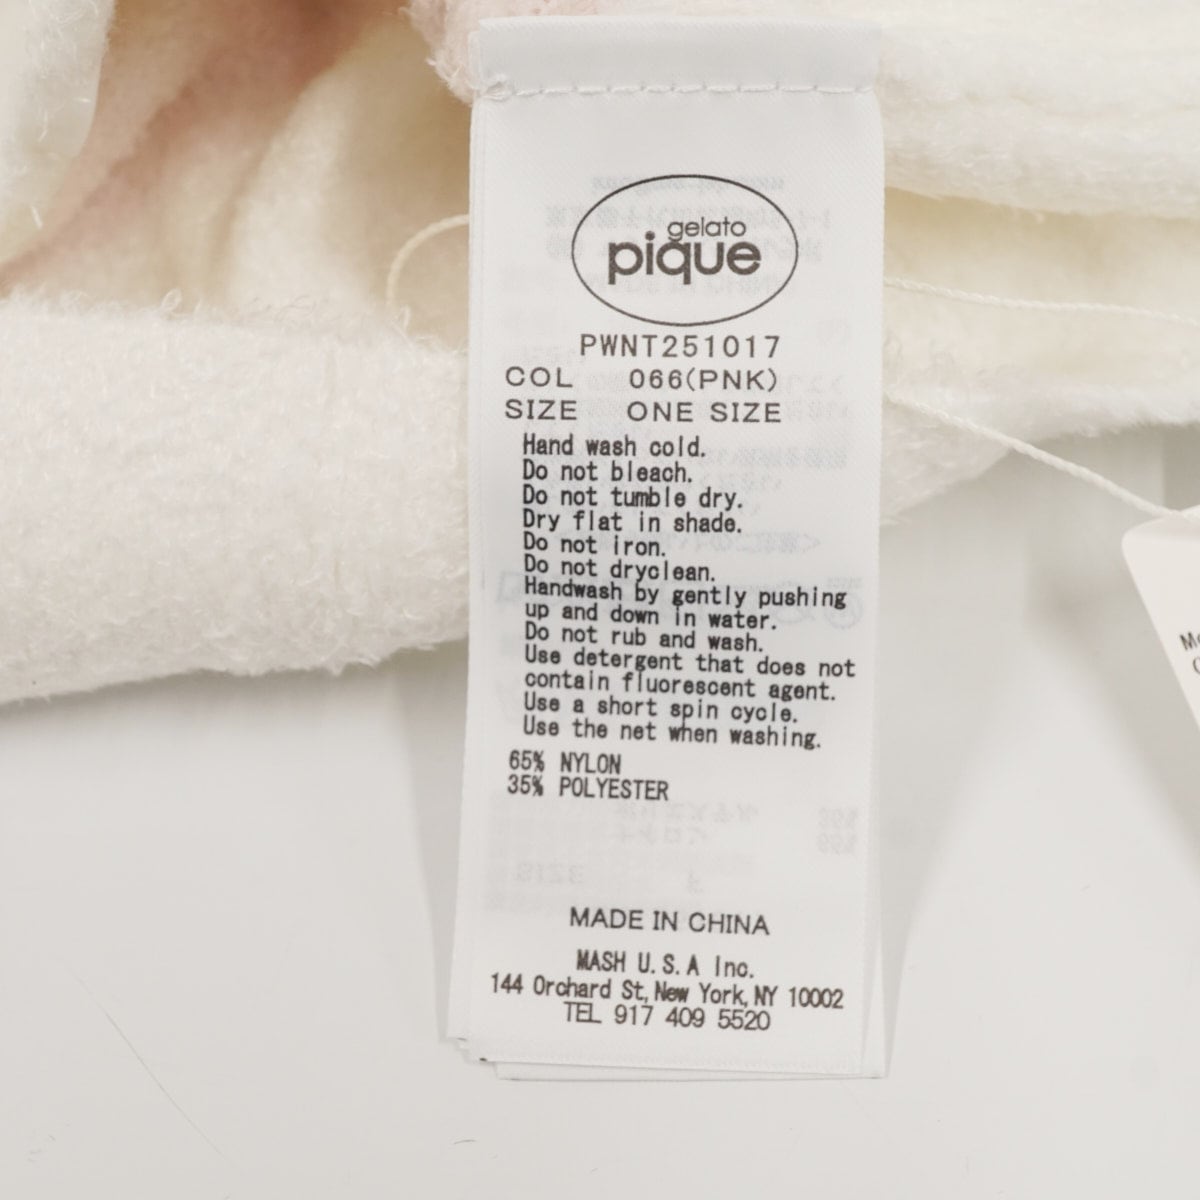 gelato
pique
PWNT251017
COL 066(PNK)
SIZE ONE SIZE
Hand wash cold.
Do not bleach.
Do not tumble dry.
Dry flat in shade.
Do not iron.
Do not dryclean.
Handwash by gently pushing
up and down in water.
Do not rub and wash.
Use detergent that does not
contain fluorescent agent.
Use a short spin cycle.
Use the net when washing.
65% NYLON
35% POLYESTER
MADE IN CHINA
MASH U.S.A Inc.
144 Orchard St, New York, NY 10002
TEL 917 409 5520